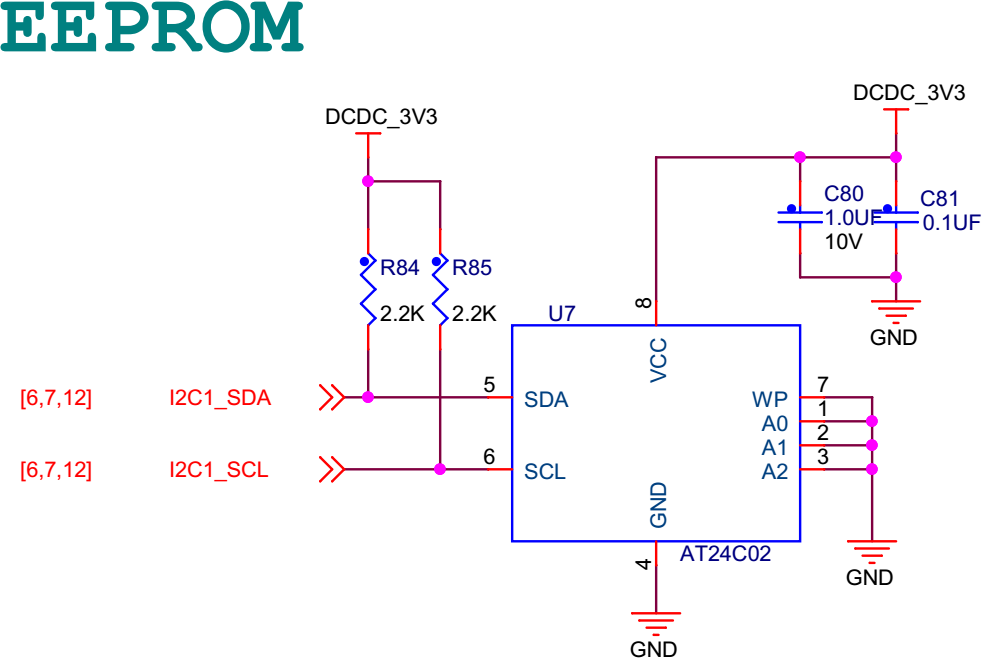 EEPROM
DCDC_3V3
DCDC_3V3
C80
1.0UF
10V
C81
0.1UF
R84
2.2K
R85
2.2K
GND
U7
8
VCC
[6,7,12] I2C1_SDA
5
SDA
WP
7
A0
1
A1
2
[6,7,12] I2C1_SCL
6
SCL
A2
3
GND
4
AT24C02
GND
GND